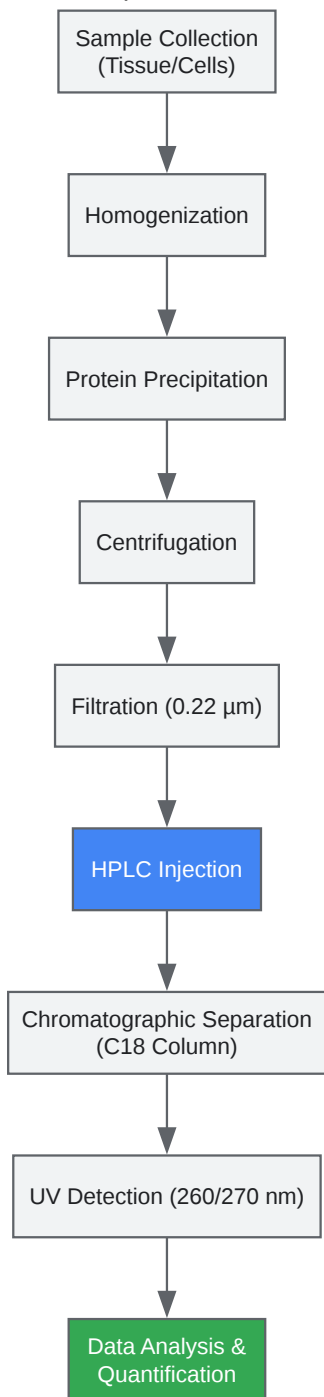 Sample Collection
(Tissue/Cells)
Homogenization
Protein Precipitation
Centrifugation
Filtration (0.22 µm)
HPLC Injection
Chromatographic Separation
(C18 Column)
UV Detection (260/270 nm)
Data Analysis &
Quantification